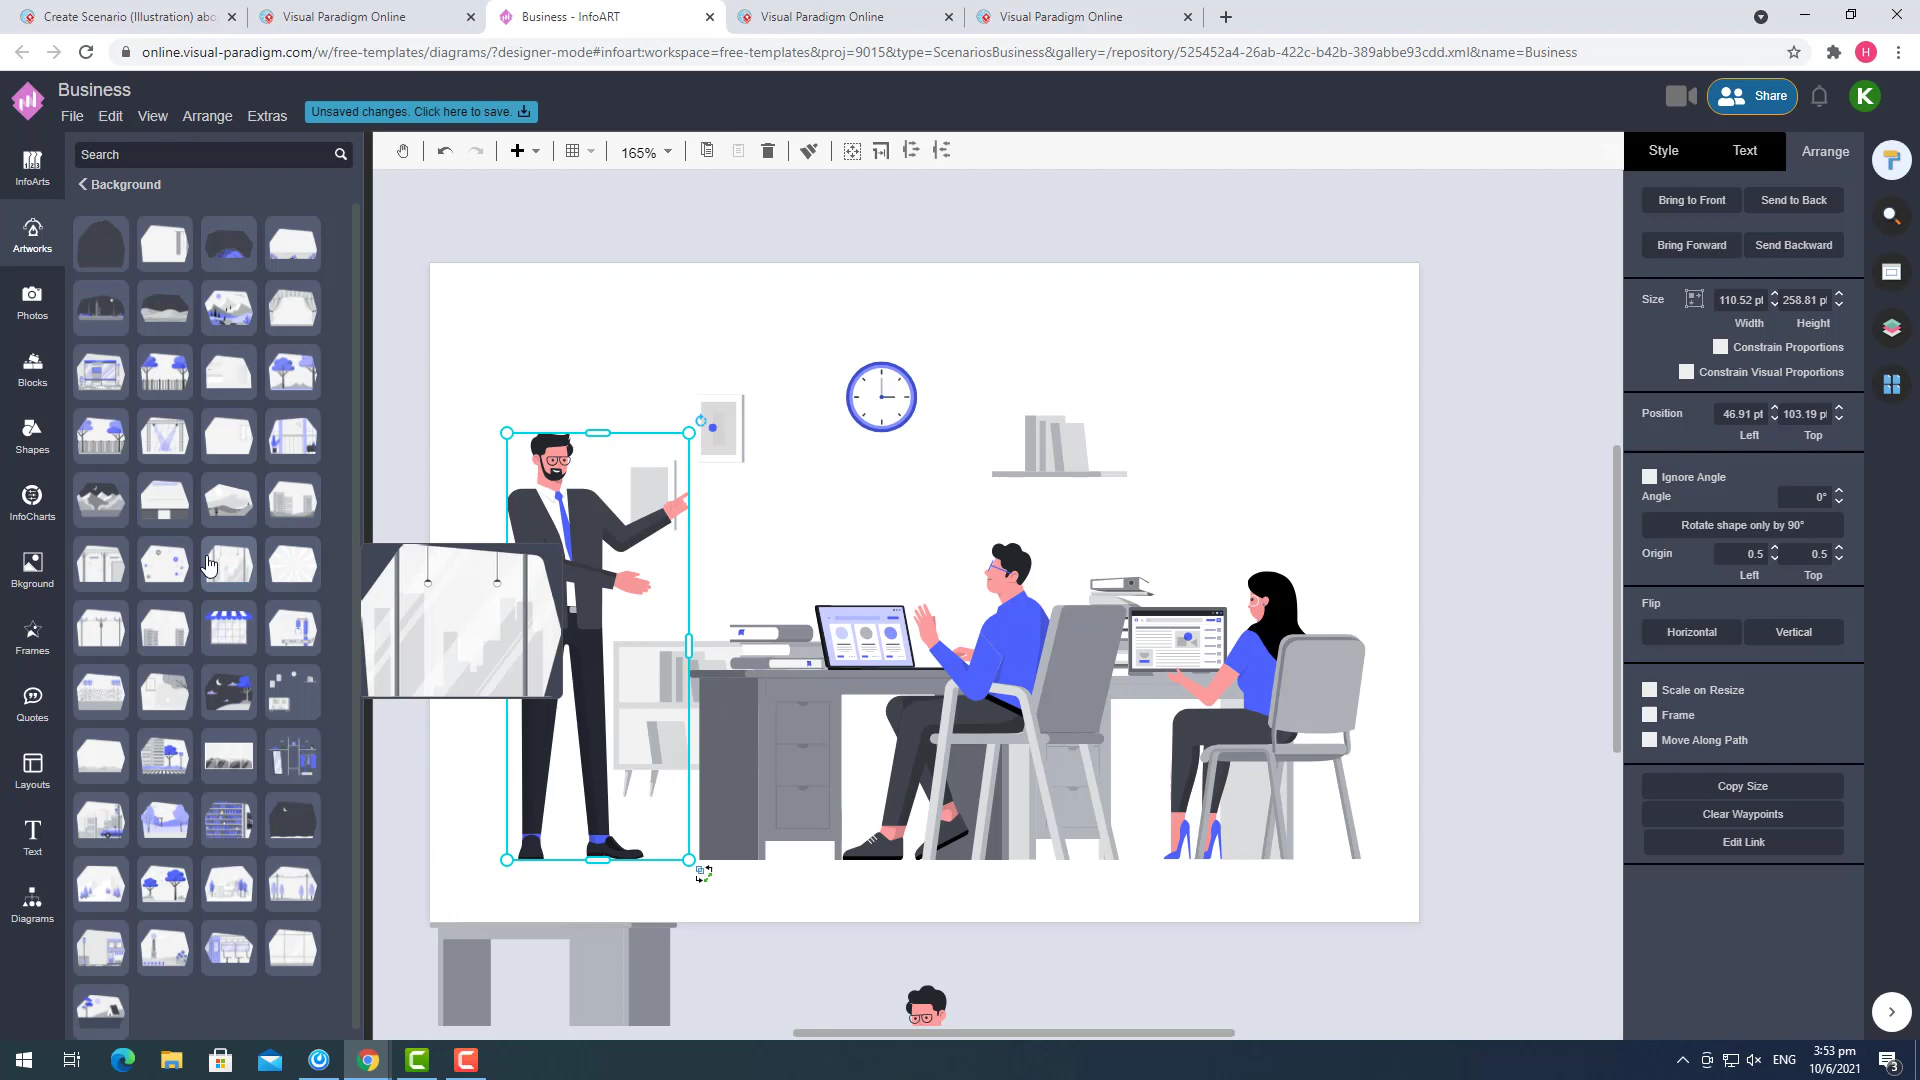 Create Scenario (Illustration) abo
Visual Paradigm Online
Business - InfoART
Visual Paradigm Online
Visual Paradigm Online
online.visual-paradigm.com/w/free-templates/diagrams/?designer-mode#infoart:workspace=free-templates&proj=9015&type=ScenariosBusiness&gallery=/repository/525452a4-26ab-422c-b42b-389abbe93cdd.xml&name=Business
H
Business
File Edit View Arrange Extras
Unsaved changes. Click here to save.
Share
K
InfoArts
Artworks
Photos
Blocks
Shapes
InfoCharts
Bkground
Frames
Quotes
Layouts
Text
Diagrams
Search
Background
165%
Style Text Arrange
Bring to Front Send to Back
Bring Forward Send Backward
Size 110.52 pt 258.81 pt
Width Height
Constrain Proportions
Constrain Visual Proportions
Position 46.91 pt 103.19 pt
Left Top
Ignore Angle
Angle 0°
Rotate shape only by 90°
Origin 0.5 0.5
Left Top
Flip
Horizontal Vertical
Scale on Resize
Frame
Move Along Path
Copy Size
Clear Waypoints
Edit Link
ENG
3:53 pm
10/6/2021
3